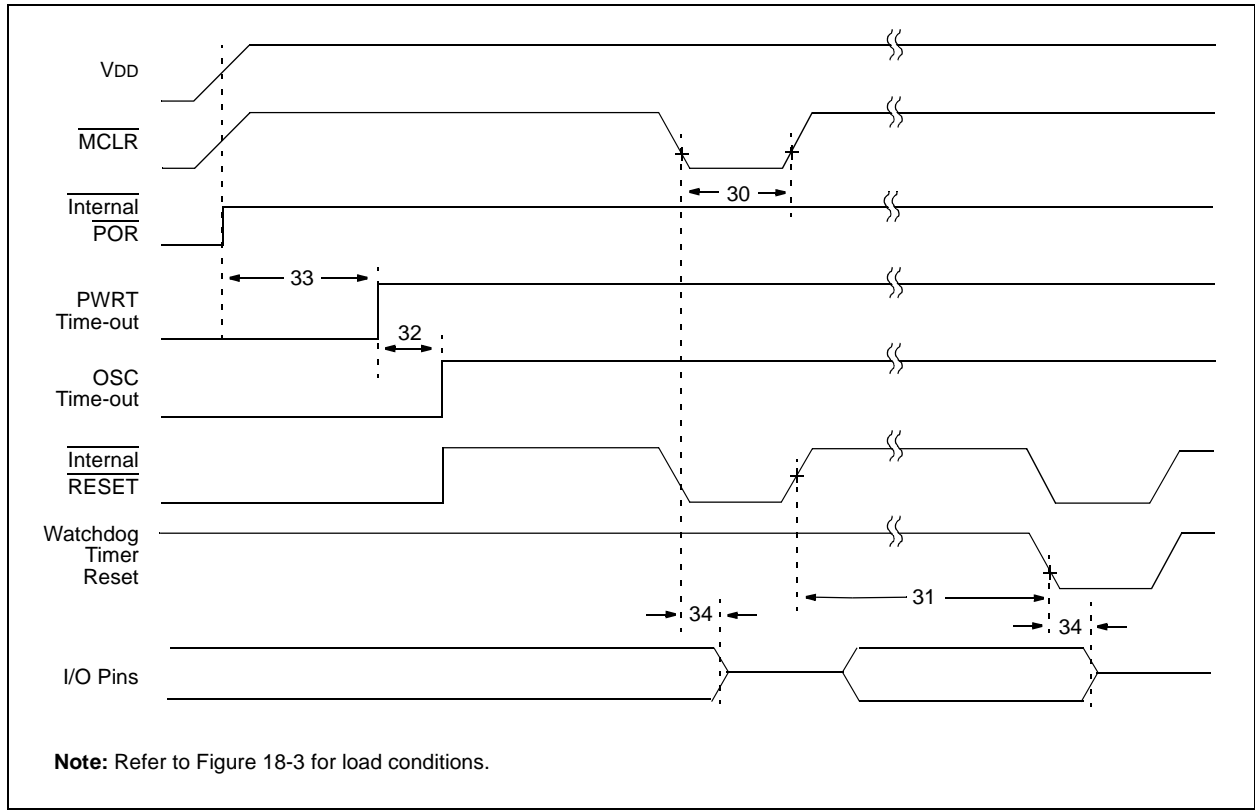 VDD
MCLR
30
Internal
POR
33
PWRT
Time-out
32
OSC
Time-out
Internal
RESET
Watchdog
Timer
Reset
31
34
34
I/O Pins
Note: Refer to Figure 18-3 for load conditions.